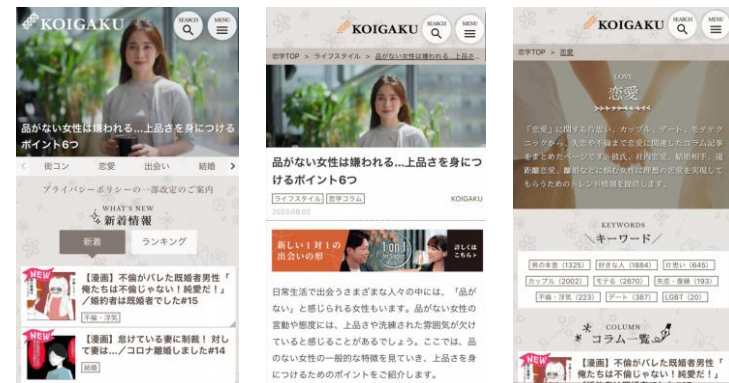 KOIGAKU
SEARCH
MENU
品がない女性は嫌われる...上品さを身につける
ポイント6つ
街コン
恋愛
出会い
結婚
プライバシーポリシーの一部改定のご案内
WHAT'S NEW
新着情報
新着
ランキング
NEW
【漫画】不倫がバレた既婚者男性「
俺たちは不倫じゃない！純愛だ！」
／婚約者は既婚者でした#15
不倫・浮気
NEW
【漫画】怠けている妻に制裁！ 対し
て妻は…／コロナ離婚しました#14
結婚
KOIGAKU
SEARCH
MENU
恋学TOP > ライフスタイル > 品がない女性は嫌われる...上品さ...
品がない女性は嫌われる...上品さを身につ
けるポイント6つ
ライフスタイル
恋学コラム
KOIGAKU
2023.08.02
新しい1対1の
出会いの形
1on1
詳しくは
こちら>
日常生活で出会うさまざまな人々の中には、「品が
ない」と感じられる女性もいます。品がない女性の
言動や態度には、上品さや洗練された雰囲気が欠け
ていると感じることがあるでしょう。ここでは、品
のない女性の一般的な特徴を見ていき、上品さを身
につけるためのポイントをご紹介します。
KOIGAKU
SEARCH
MENU
恋学TOP > 恋愛
LOVE
恋愛
「恋愛」に関する片思い、カップル、デート、モテテク
ニックから、失恋や不倫まで恋愛に関連したコラム記事
をまとめたページです。彼氏、社内恋愛、結婚相手、遠
距離恋愛、離婚などに悩む女性に理想の恋愛を実現して
もらうためのトレンド情報を提供します。
KEYWORDS
キーワード
男の本音（1325）
好きな人（1884）
片思い（645）
カップル（2002）
モテる（2670）
失恋・復縁（193）
不倫・浮気（223）
デート（387）
LGBT（20）
COLUMN
コラム一覧
NEW
【漫画】不倫がバレた既婚者男性「
俺たちは不倫じゃない！純愛だ！」